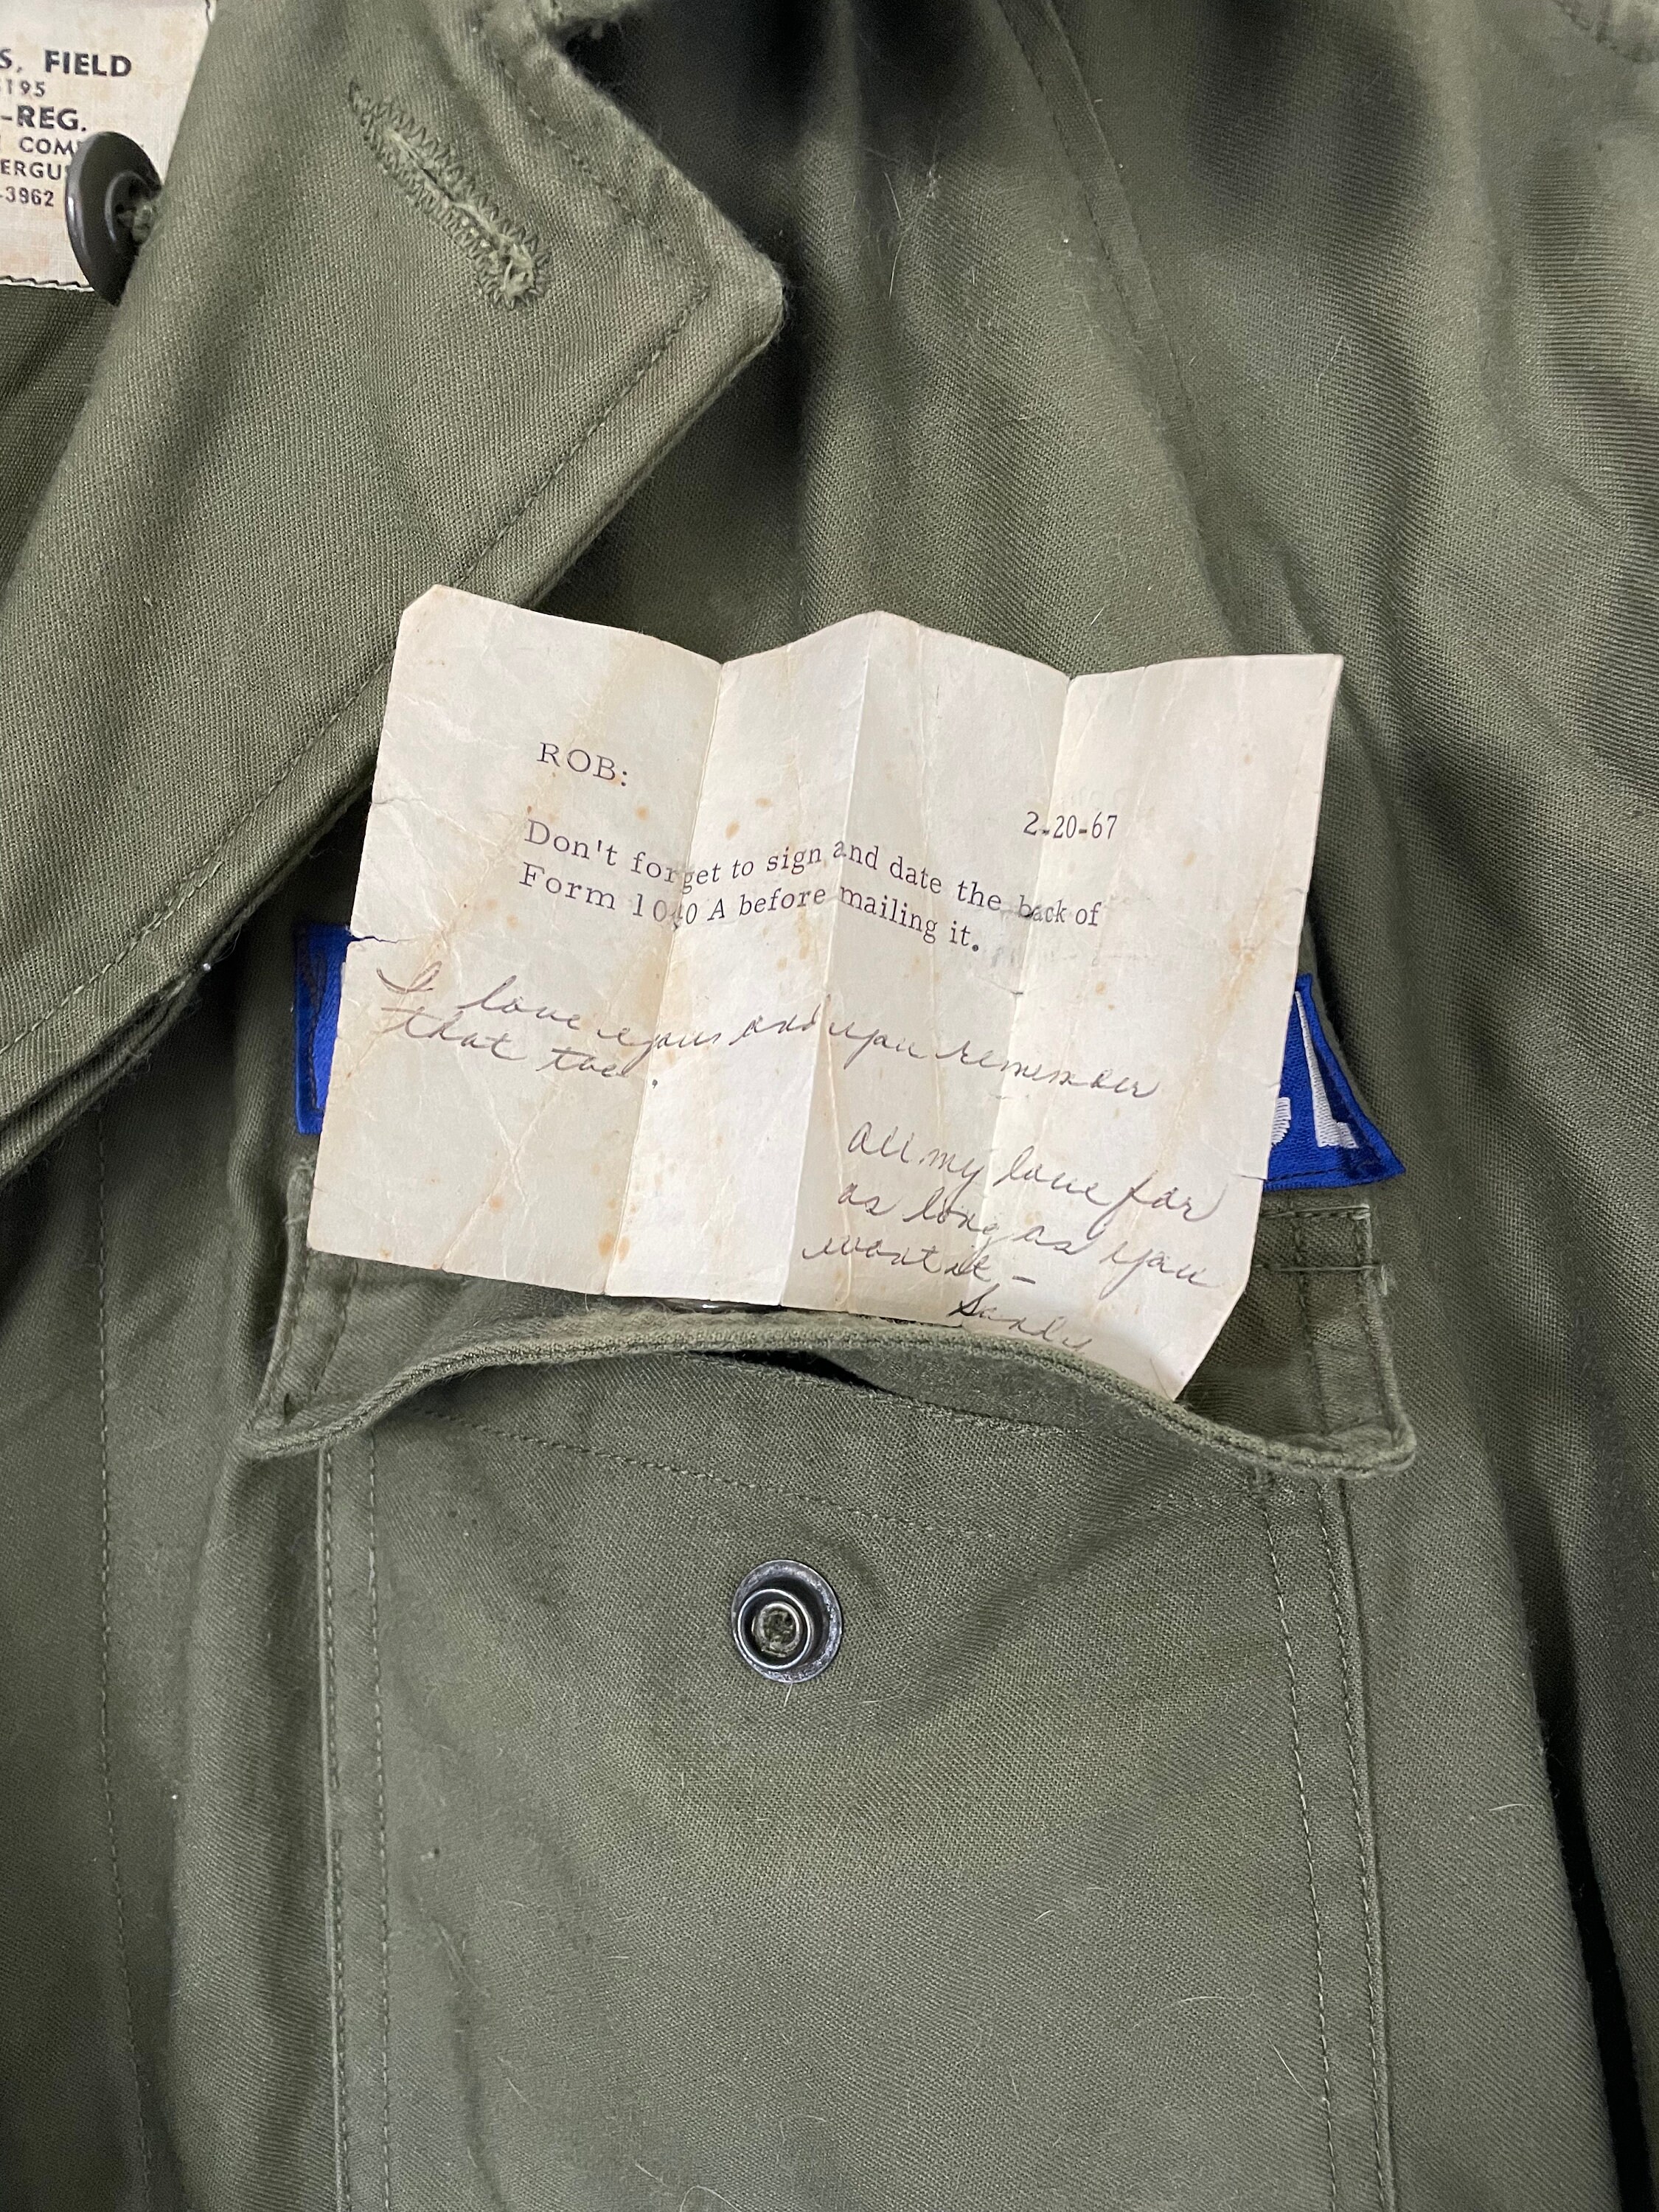 S, FIELD
195
-REG.
COM
ERGUS
-3962
ROB:
2-20-67
Don't forget to sign and date the back of
Form 1040 A before mailing it.
I love you and you remember
that too.
All my love for
as long as you
want it -
Sandy
L